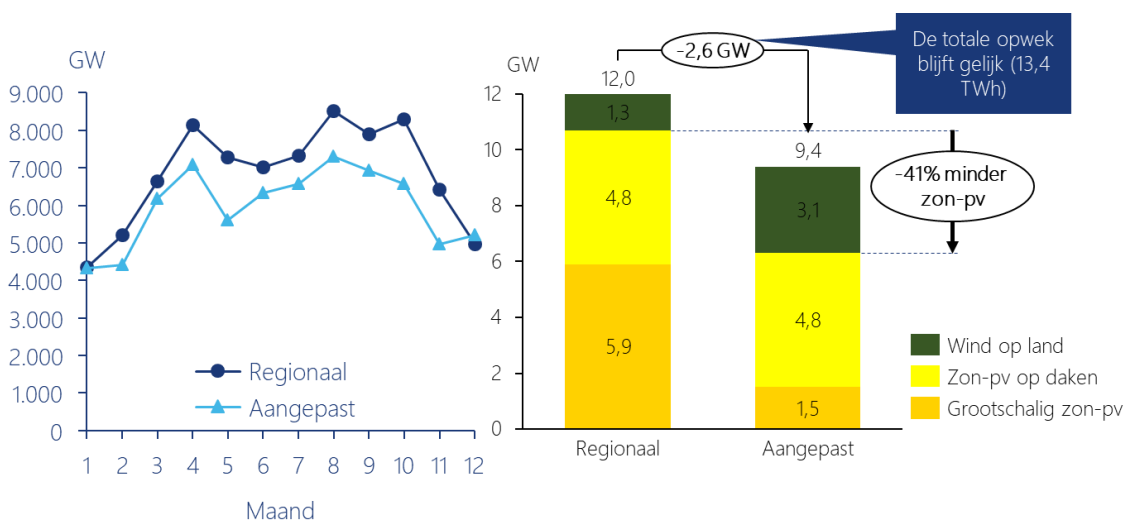 GW
9.000
8.000
7.000
6.000
5.000
4.000
3.000
2.000
1.000
0
1 2 3 4 5 6 7 8 9 10 11 12
Maand
Regionaal
Aangepast
GW
12
10
8
6
4
2
0
12,0
1,3
4,8
5,9
Regionaal
9,4
3,1
4,8
1,5
Aangepast
-2,6 GW
De totale opwek
blijft gelijk (13,4
TWh)
-41% minder
zon-pv
Wind op land
Zon-pv op daken
Grootschalig zon-pv